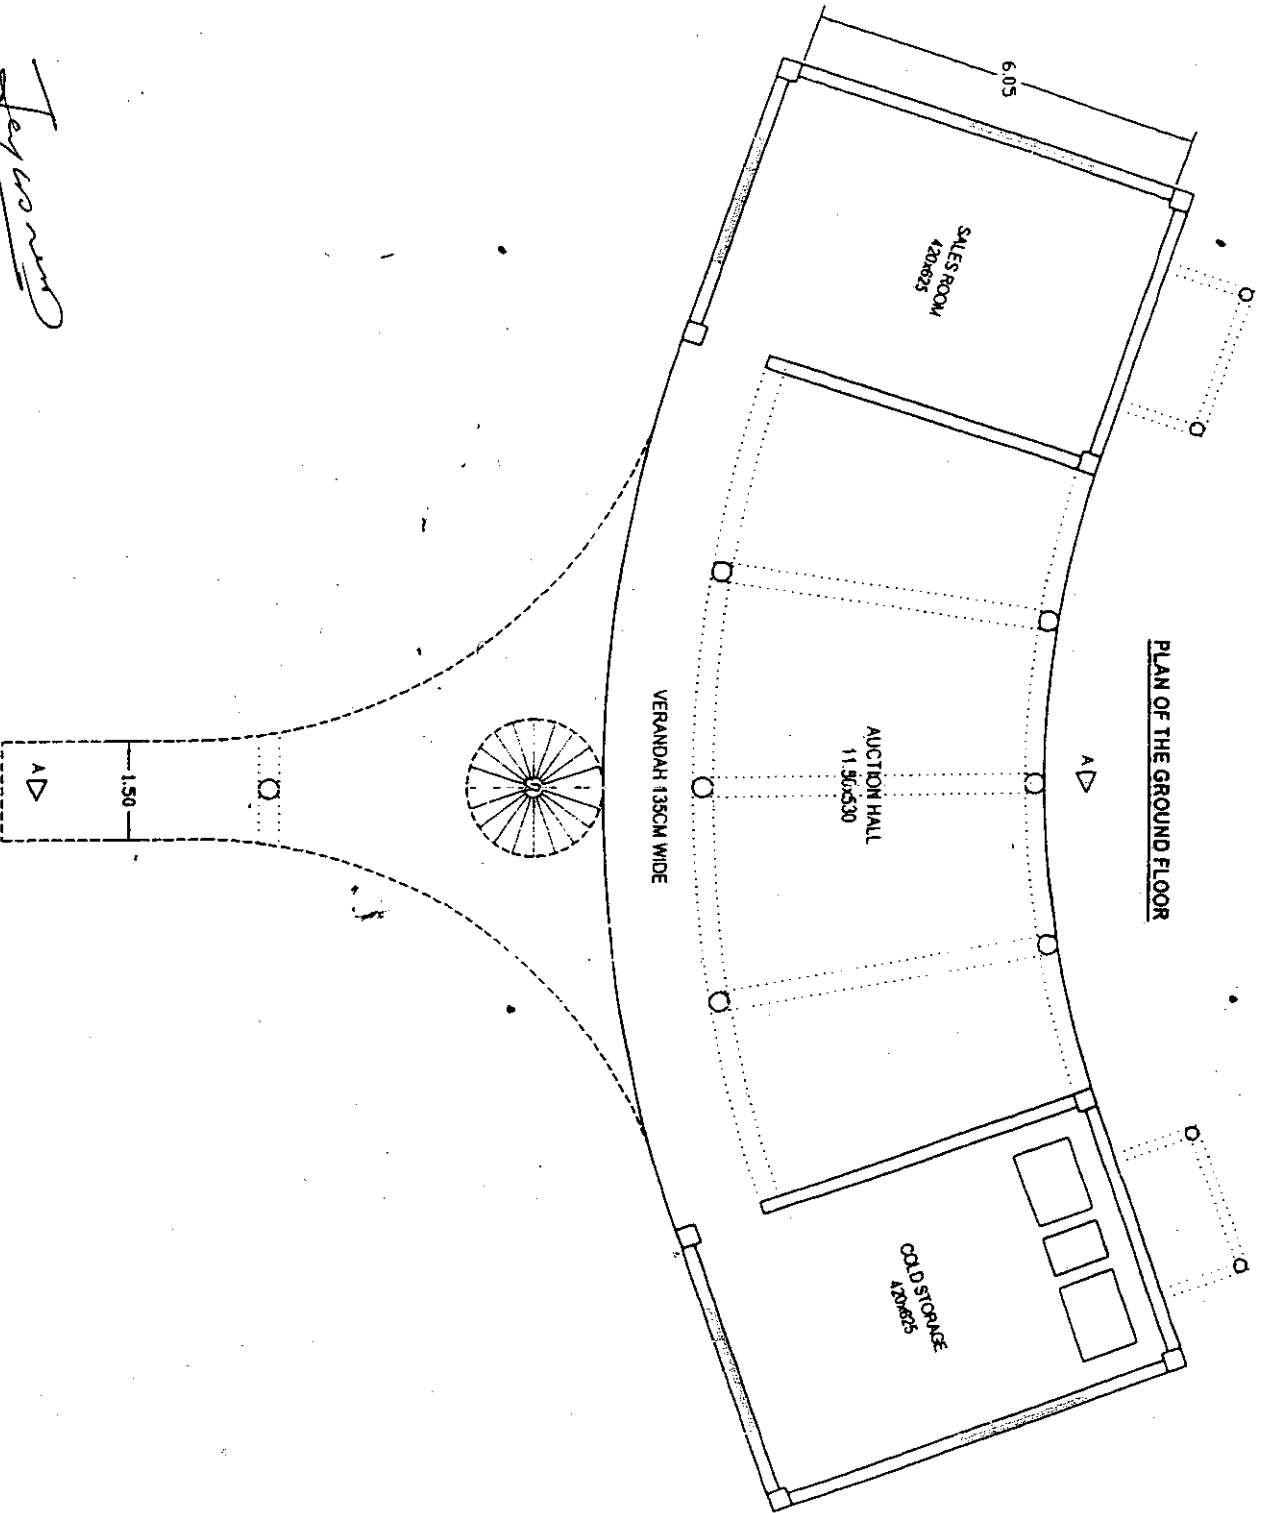 PLAN OF THE GROUND FLOOR
A
6.05
SALES ROOM
420x625
AUCTION HALL
11.50x530
COLD STORAGE
420x625
VERANDAH 135CM WIDE
1.50
A